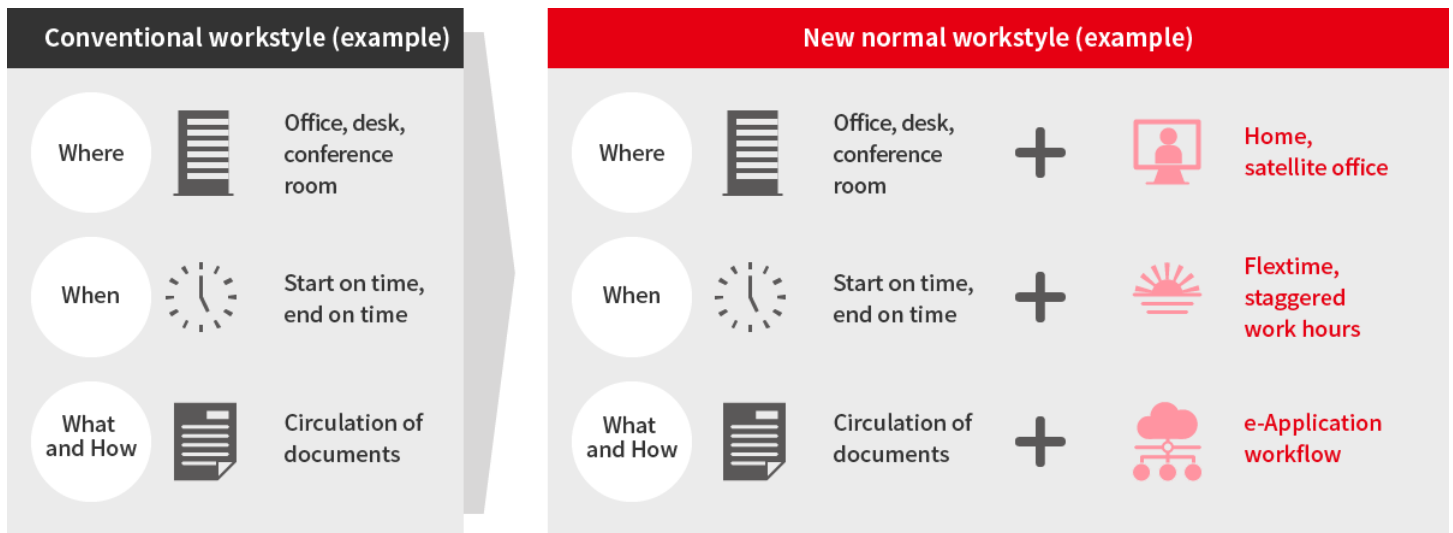 Conventional workstyle (example)
Where
Office, desk,
conference
room
When
Start on time,
end on time
What
and How
Circulation of
documents
New normal workstyle (example)
Where
Office, desk,
conference
room
Home,
satellite office
When
Start on time,
end on time
Flextime,
staggered
work hours
What
and How
Circulation of
documents
e-Application
workflow